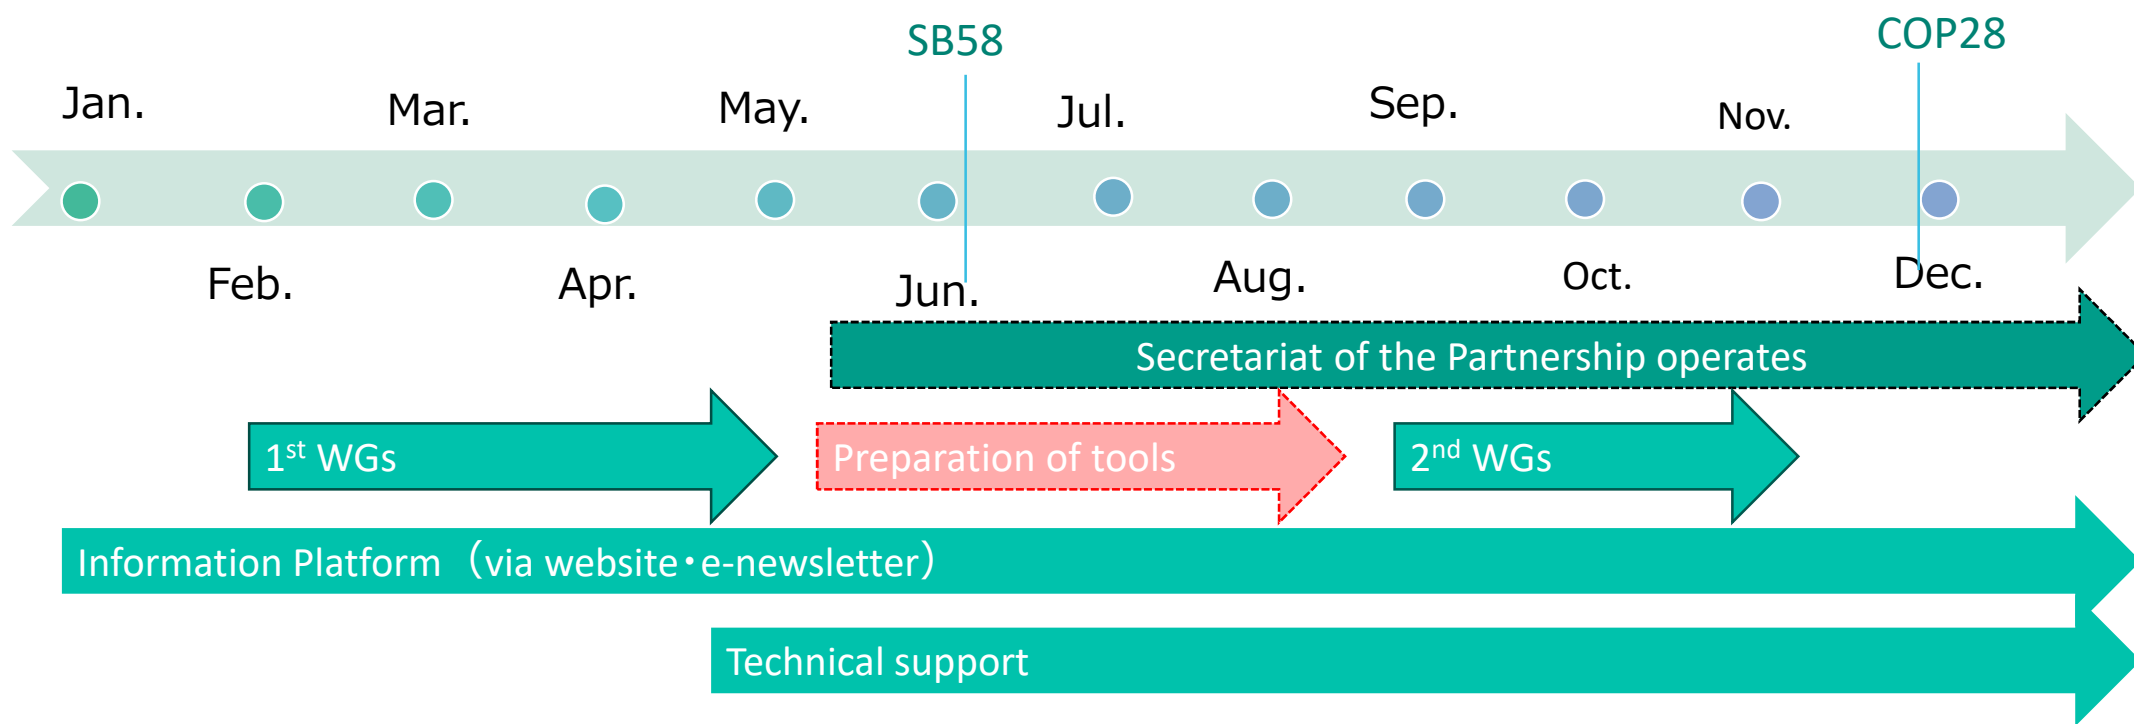 SB58
COP28
Jan.
Mar.
May.
Jul.
Sep.
Nov.
Feb.
Apr.
Jun.
Aug.
Oct.
Dec.
Secretariat of the Partnership operates
1st WGs
Preparation of tools
2nd WGs
Information Platform（via website・e-newsletter）
Technical support